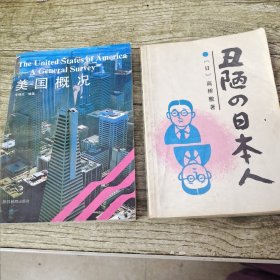 The United States of America
— A General Survey
美国概况
丑陋の日本人
〔日〕高桥敷著